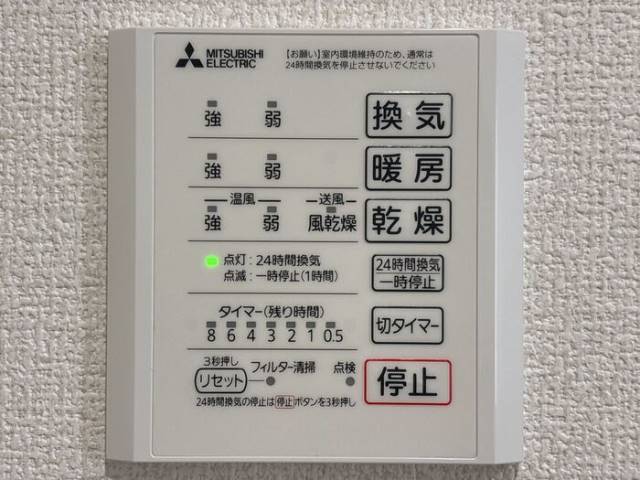 MITSUBISHI
ELECTRIC
【お願い】室内環境維持のため、通常は
24時間換気を停止させないでください
強 弱 換気
強 弱 暖房
温風 送風
強 弱 風乾燥 乾燥
点灯:24時間換気
点滅:一時停止(1時間)
24時間換気
一時停止
タイマー(残り時間)
8 6 4 3 2 1 0.5
切タイマー
3秒押し
リセット フィルター清掃 点検
停止
24時間換気の停止は停止ボタンを3秒押し